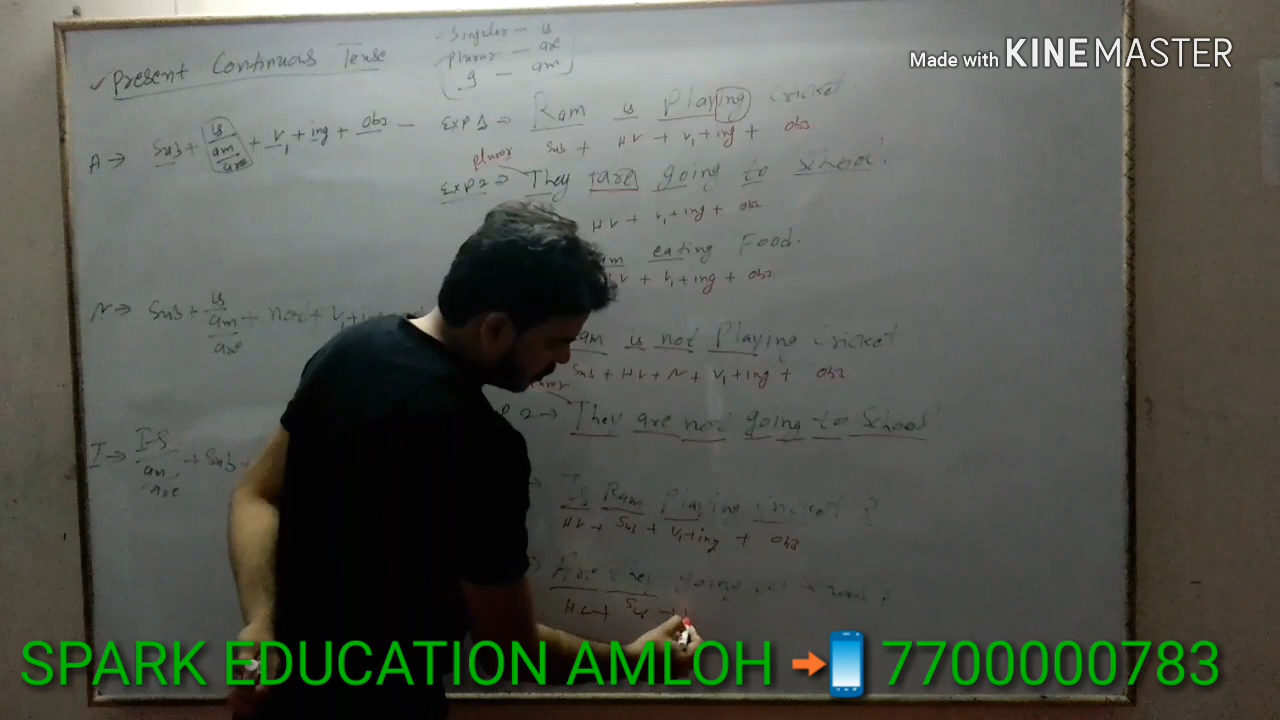 Made with KINEMASTER
Present Continuous Tense
Singular - is
plural - are
I - am
A → Sub + is/am/are + V1 + ing + obj -
Exp 1 → Ram is Playing Cricket.
Sub + HV + V1 + ing + obj
plural
Exp 2 → They are going to School.
HV + V1 + ing + obj
am eating Food.
V + V1 + ing + obj
N → Sub + is/am/are + not + V1 + ing
am is not Playing Cricket
Sub + HV + N + V1 + ing + obj
P 2 → They are not going to School.
I → Is/am/are + Sub +
Is Ram Playing Cricket ?
HV + Sub + V1 + ing + obj
Are they going to School ?
HV + Sub +
SPARK EDUCATION AMLOH 7700000783